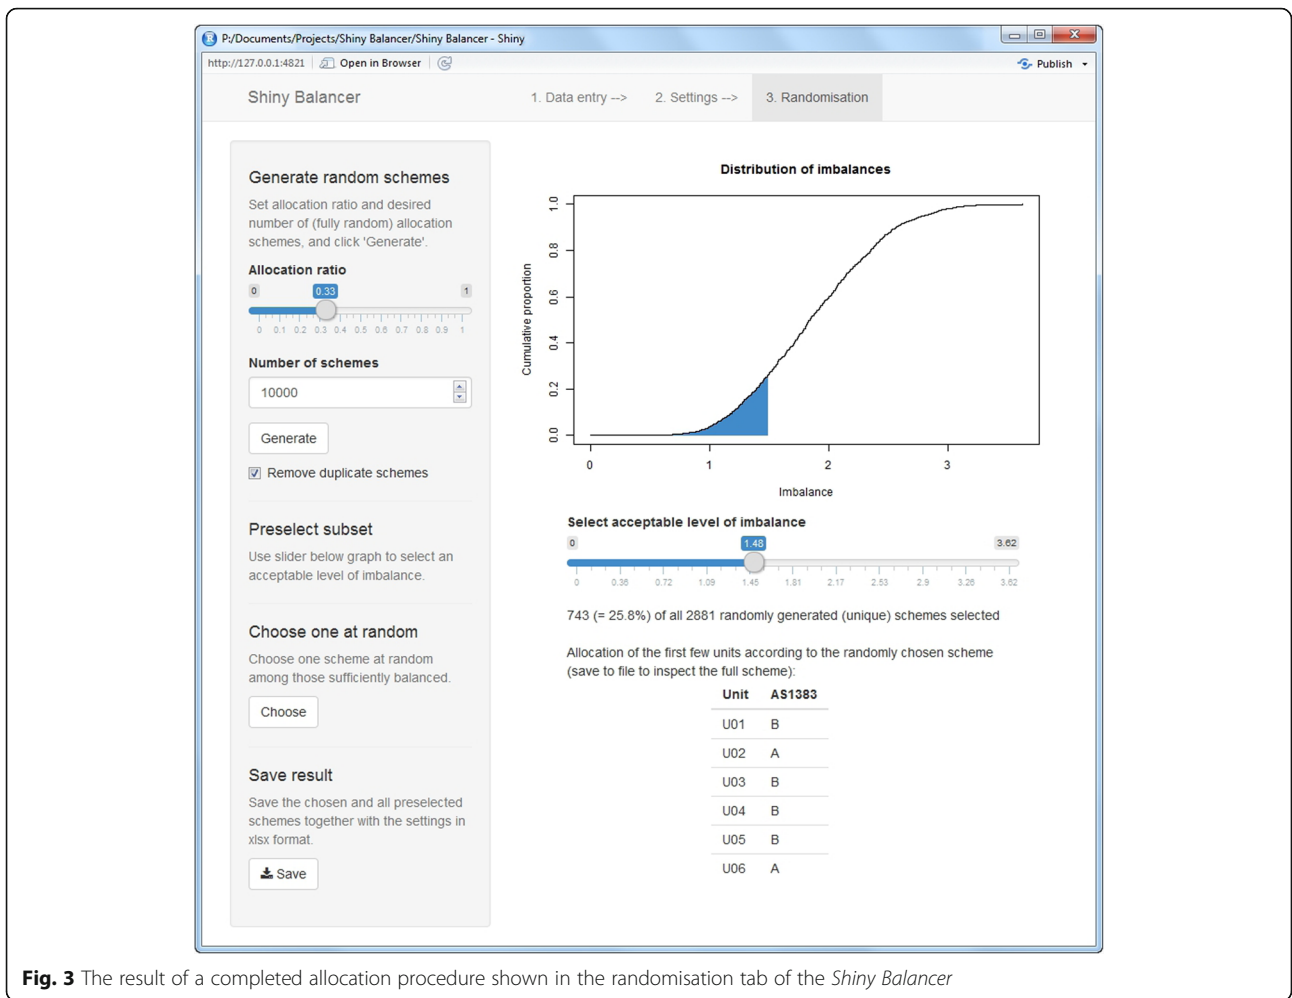 P:/Documents/Projects/Shiny Balancer/Shiny Balancer - Shiny
http://127.0.0.1:4821 Open in Browser Publish
Shiny Balancer 1. Data entry --> 2. Settings --> 3. Randomisation
Generate random schemes
Set allocation ratio and desired
number of (fully random) allocation
schemes, and click 'Generate'.
Allocation ratio
0 0.33 1
0 0.1 0.2 0.3 0.4 0.5 0.6 0.7 0.8 0.9 1
Number of schemes
10000
Generate
Remove duplicate schemes
Preselect subset
Use slider below graph to select an
acceptable level of imbalance.
Choose one at random
Choose one scheme at random
among those sufficiently balanced.
Choose
Save result
Save the chosen and all preselected
schemes together with the settings in
xlsx format.
Save
Distribution of imbalances
Cumulative proportion
1.0
0.8
0.6
0.4
0.2
0.0
0 1 2 3
Imbalance
Select acceptable level of imbalance
0 1.48 3.62
0 0.36 0.72 1.09 1.45 1.81 2.17 2.53 2.9 3.26 3.62
743 (= 25.8%) of all 2881 randomly generated (unique) schemes selected
Allocation of the first few units according to the randomly chosen scheme
(save to file to inspect the full scheme):
Unit AS1383
U01 B
U02 A
U03 B
U04 B
U05 B
U06 A
Fig. 3 The result of a completed allocation procedure shown in the randomisation tab of the Shiny Balancer